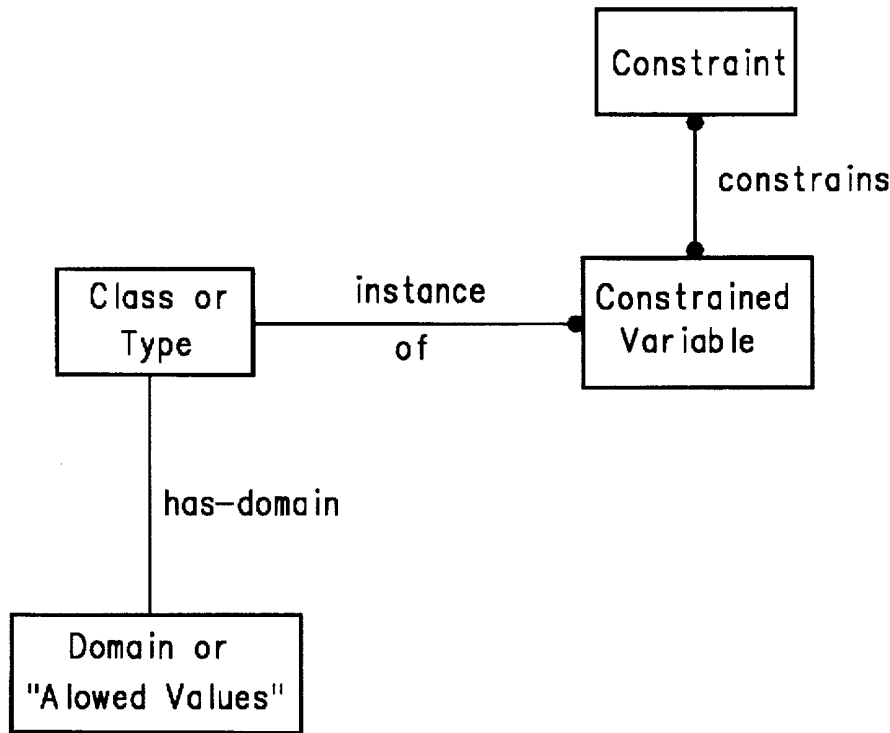 Constraint
constrains
Class or
Type
instance
of
Constrained
Variable
has-domain
Domain or
"Alowed Values"